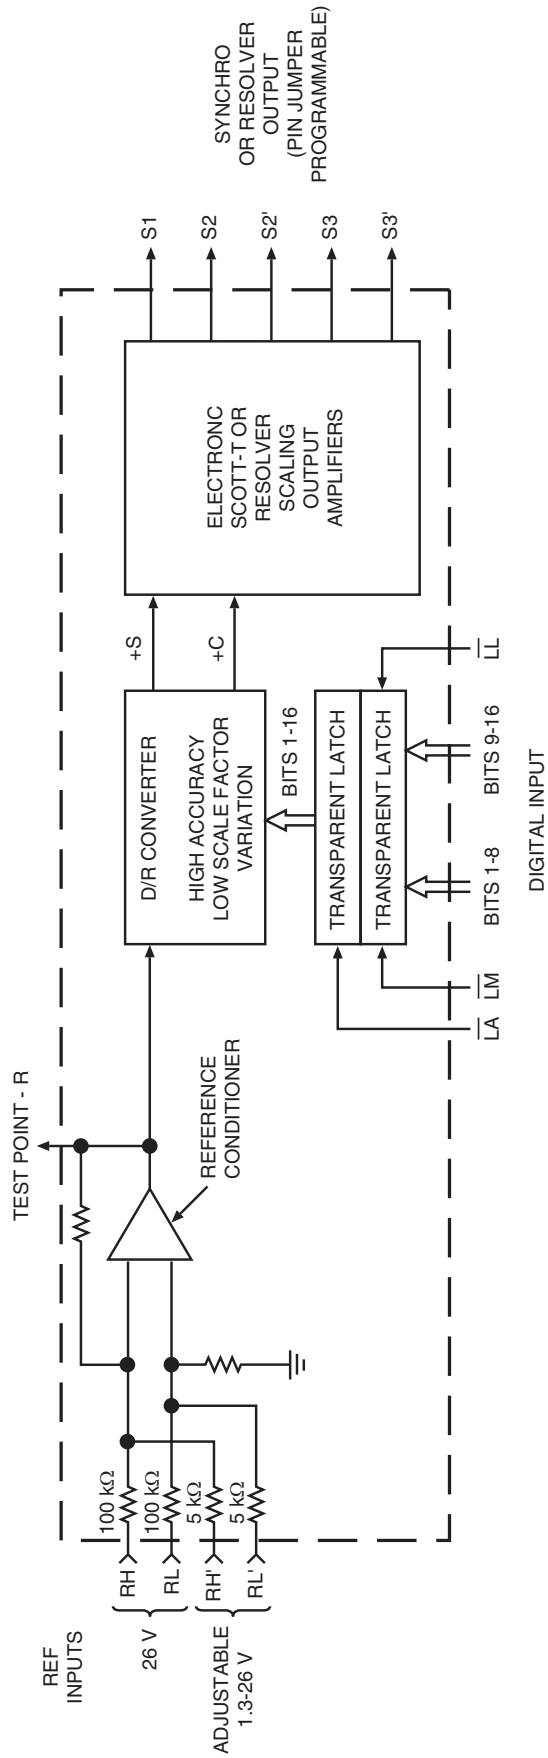 REF
INPUTS
26 V
ADJUSTABLE
1.3-26 V
RH
RL
RH'
RL'
100 kΩ
100 kΩ
5 kΩ
5 kΩ
TEST POINT - R
REFERENCE
CONDITIONER
D/R CONVERTER
HIGH ACCURACY
LOW SCALE FACTOR
VARIATION
BITS 1-16
TRANSPARENT LATCH
TRANSPARENT LATCH
LA
LM
BITS 1-8
BITS 9-16
LL
DIGITAL INPUT
+S
+C
ELECTRONC
SCOTT-T OR
RESOLVER
SCALING
OUTPUT
AMPLIFIERS
S1
S2
S2'
S3
S3'
SYNCHRO
OR RESOLVER
OUTPUT
(PIN JUMPER
PROGRAMMABLE)